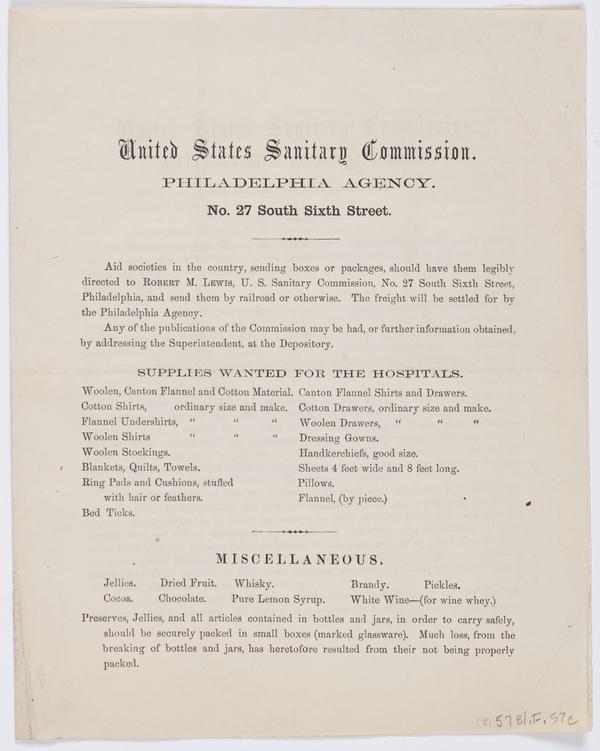 United States Sanitary Commission.
PHILADELPHIA AGENCY.
No. 27 South Sixth Street.
Aid societies in the country, sending boxes or packages, should have them legibly
directed to ROBERT M. LEWIS, U. S. Sanitary Commission, No. 27 South Sixth Street,
Philadelphia, and send them by railroad or otherwise. The freight will be settled for by
the Philadelphia Agency.
Any of the publications of the Commission may be had, or further information obtained,
by addressing the Superintendent, at the Depository.
SUPPLIES WANTED FOR THE HOSPITALS.
Woolen, Canton Flannel and Cotton Material. Canton Flannel Shirts and Drawers.
Cotton Shirts, ordinary size and make. Cotton Drawers, ordinary size and make.
Flannel Undershirts, " " " Woolen Drawers, " " "
Woolen Shirts " " " Dressing Gowns.
Woolen Stockings. Handkerchiefs, good size.
Blankets, Quilts, Towels. Sheets 4 feet wide and 8 feet long.
Ring Pads and Cushions, stuffed Pillows.
with hair or feathers. Flannel, (by piece.)
Bed Ticks.
MISCELLANEOUS.
Jellies. Dried Fruit. Whisky. Brandy. Pickles.
Cocoa. Chocolate. Pure Lemon Syrup. White Wine—(for wine whey.)
Preserves, Jellies, and all articles contained in bottles and jars, in order to carry safely,
should be securely packed in small boxes (marked glassware). Much loss, from the
breaking of bottles and jars, has heretofore resulted from their not being properly
packed.
(2) 5781.F.57c